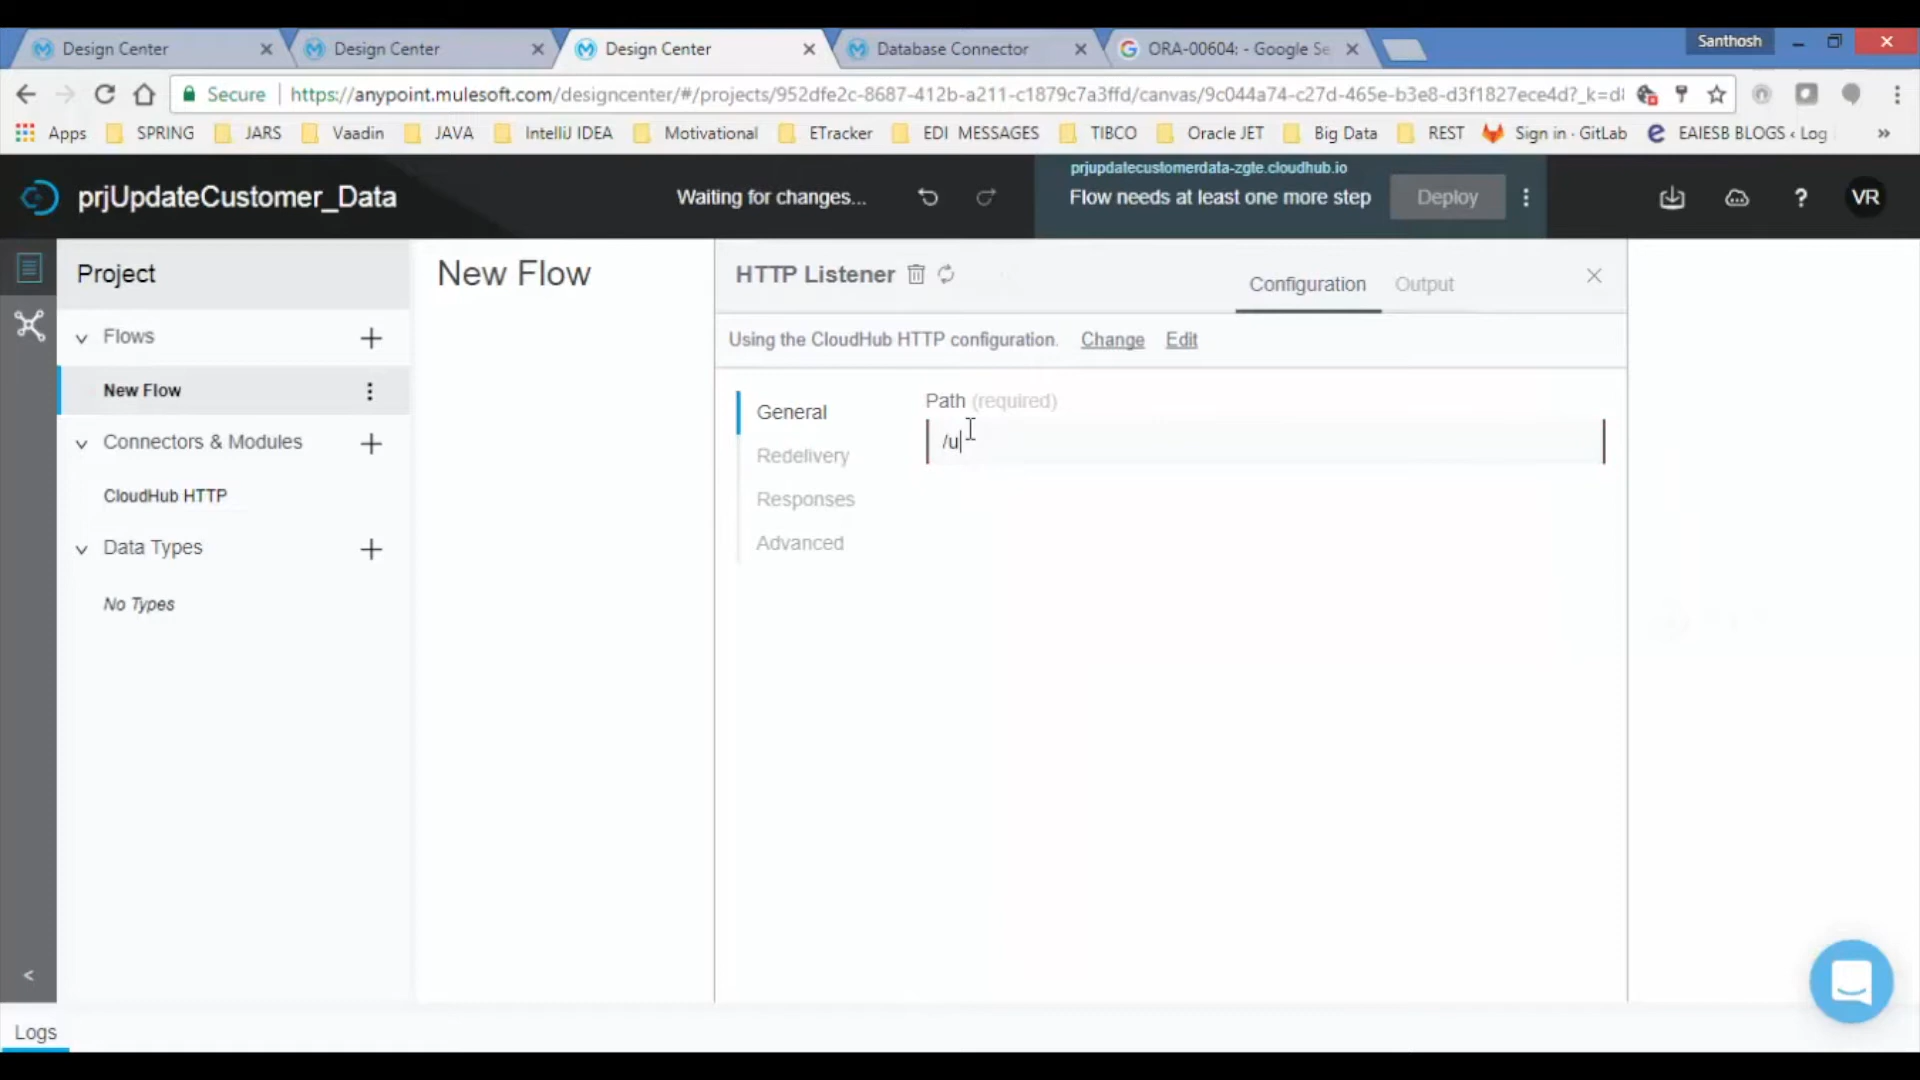 Design Center
Design Center
Design Center
Database Connector
ORA-00604: - Google Se
Santhosh
Secure
https://anypoint.mulesoft.com/designcenter/#/projects/952dfe2c-8687-412b-a211-c1879c7a3ffd/canvas/9c044a74-c27d-465e-b3e8-d3f1827ece4d?_k=d
Apps
SPRING
JARS
Vaadin
JAVA
IntelliJ IDEA
Motivational
ETracker
EDI MESSAGES
TIBCO
Oracle JET
Big Data
REST
Sign in · GitLab
EAIESB BLOGS ‹ Log
»
prjUpdateCustomer_Data
Waiting for changes...
prjupdatecustomerdata-zgte.cloudhub.io
Flow needs at least one more step
Deploy
?
VR
Project
Flows
New Flow
Connectors & Modules
CloudHub HTTP
Data Types
No Types
<
New Flow
HTTP Listener
Configuration
Output
Using the CloudHub HTTP configuration. Change Edit
General
Redelivery
Responses
Advanced
Path (required)
/u
Logs